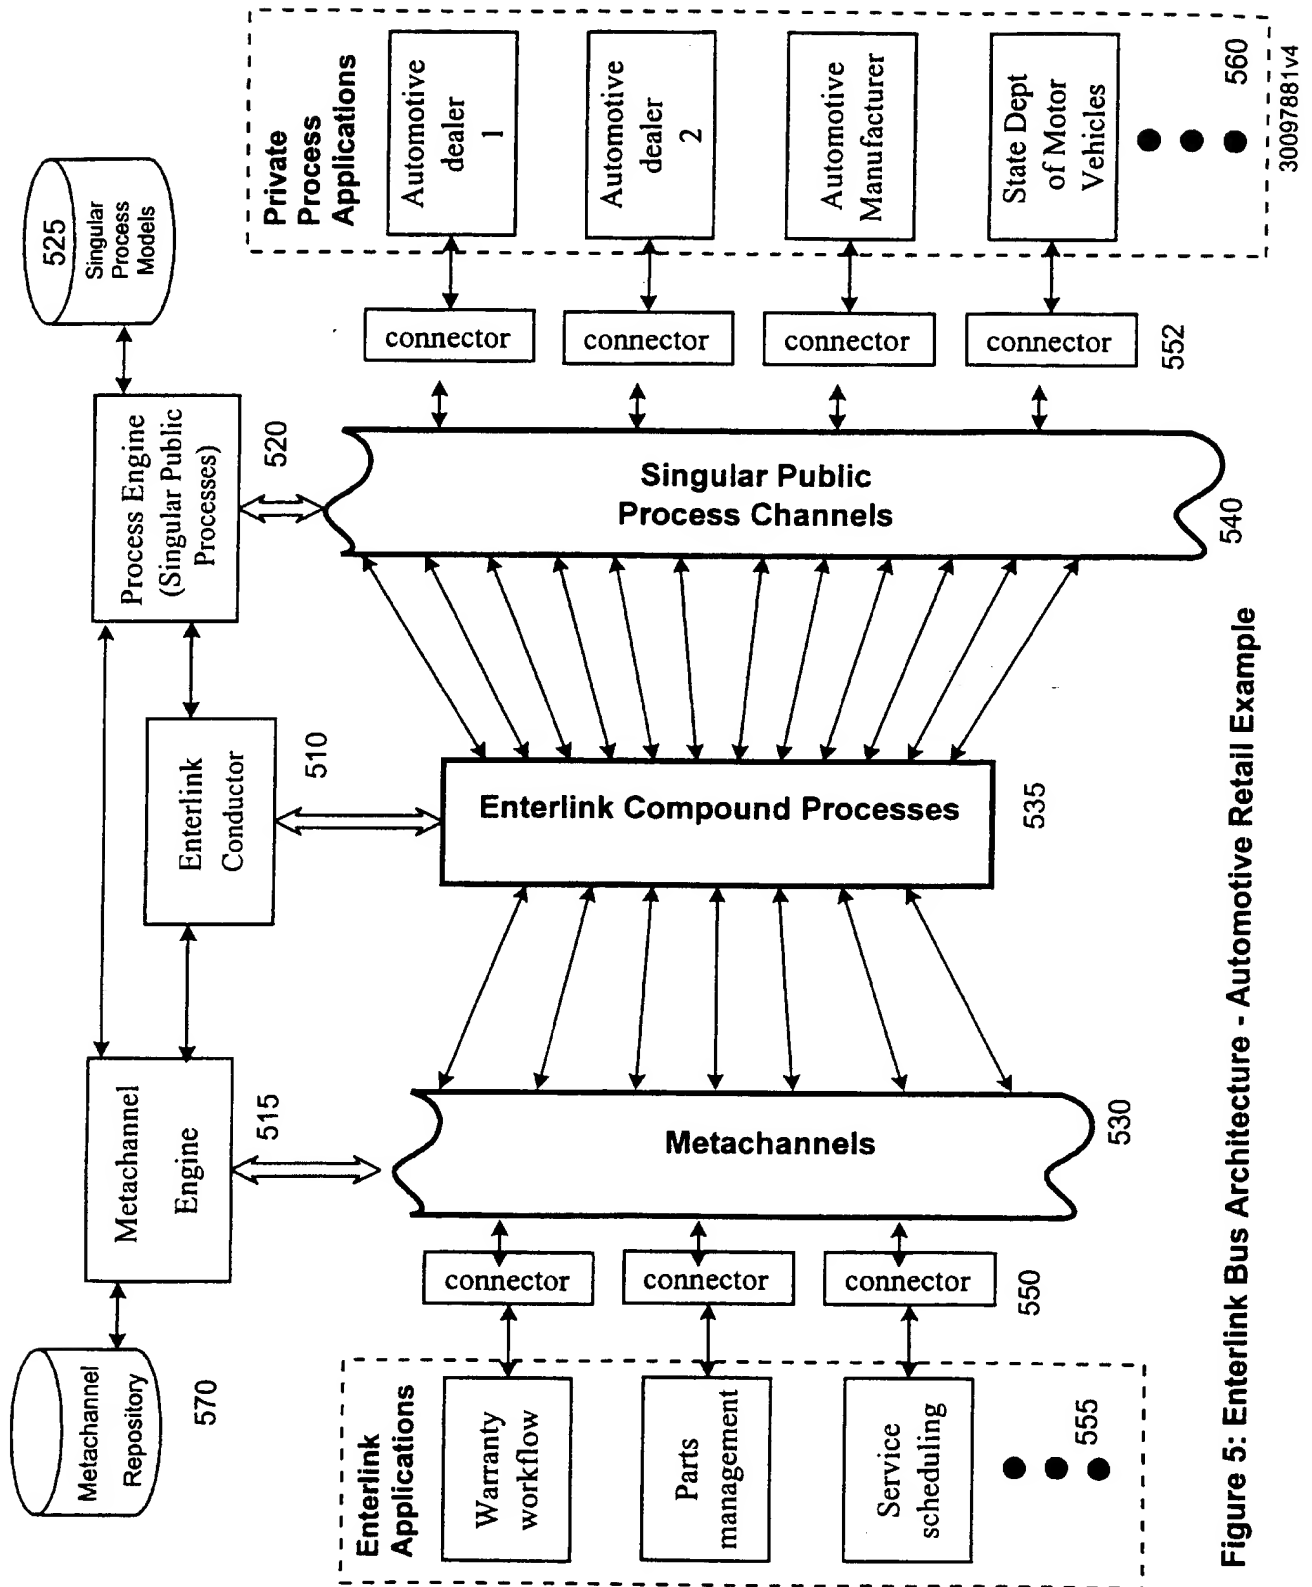 Metachannel
Repository
570
Metachannel
Engine
515
Enterlink
Conductor
510
Process Engine
(Singular Public
Processes)
520
525
Singular
Process
Models
Enterlink
Applications
Warranty
workflow
Parts
management
Service
scheduling
555
connector
connector
connector
550
Metachannels
530
Enterlink Compound Processes
535
Singular Public
Process Channels
540
connector
connector
connector
connector
552
Private
Process
Applications
Automotive
dealer
1
Automotive
dealer
2
Automotive
Manufacturer
State Dept
of Motor
Vehicles
560
Figure 5: Enterlink Bus Architecture - Automotive Retail Example
30097881v4